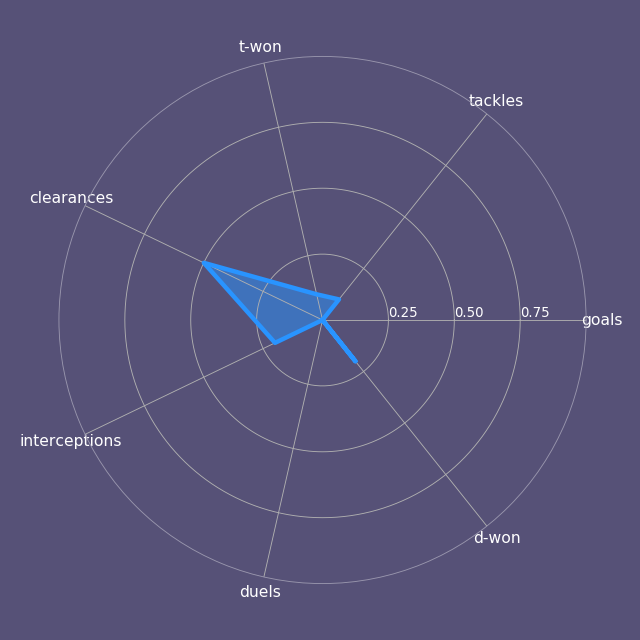 t-won
tackles
clearances
0.25 0.50 0.75
goals
interceptions
d-won
duels